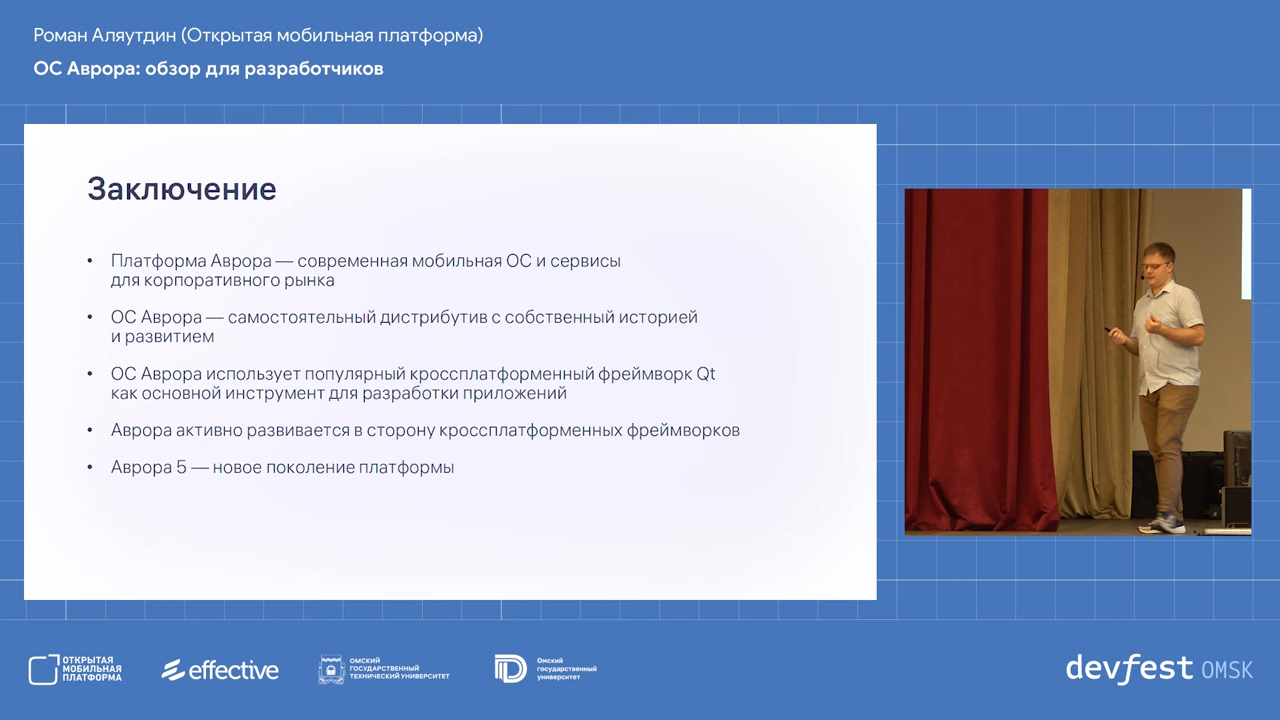 Роман Аляутдин (Открытая мобильная платформа)
ОС Аврора: обзор для разработчиков
Заключение
• Платформа Аврора — современная мобильная ОС и сервисы
для корпоративного рынка
• ОС Аврора — самостоятельный дистрибутив с собственный историей
и развитием
• ОС Аврора использует популярный кроссплатформенный фреймворк Qt
как основной инструмент для разработки приложений
• Аврора активно развивается в сторону кроссплатформенных фреймворков
• Аврора 5 — новое поколение платформы
ОТКРЫТАЯ
МОБИЛЬНАЯ
ПЛАТФОРМА
effective
ОМСКИЙ
ГОСУДАРСТВЕННЫЙ
ТЕХНИЧЕСКИЙ УНИВЕРСИТЕТ
Омский
государственный
университет
devfest OMSK